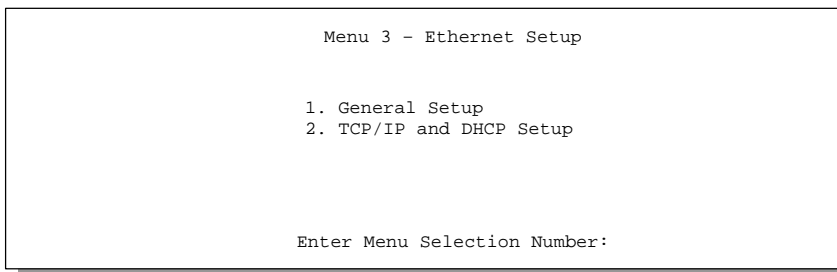 Menu 3 – Ethernet Setup
1. General Setup
2. TCP/IP and DHCP Setup
Enter Menu Selection Number: